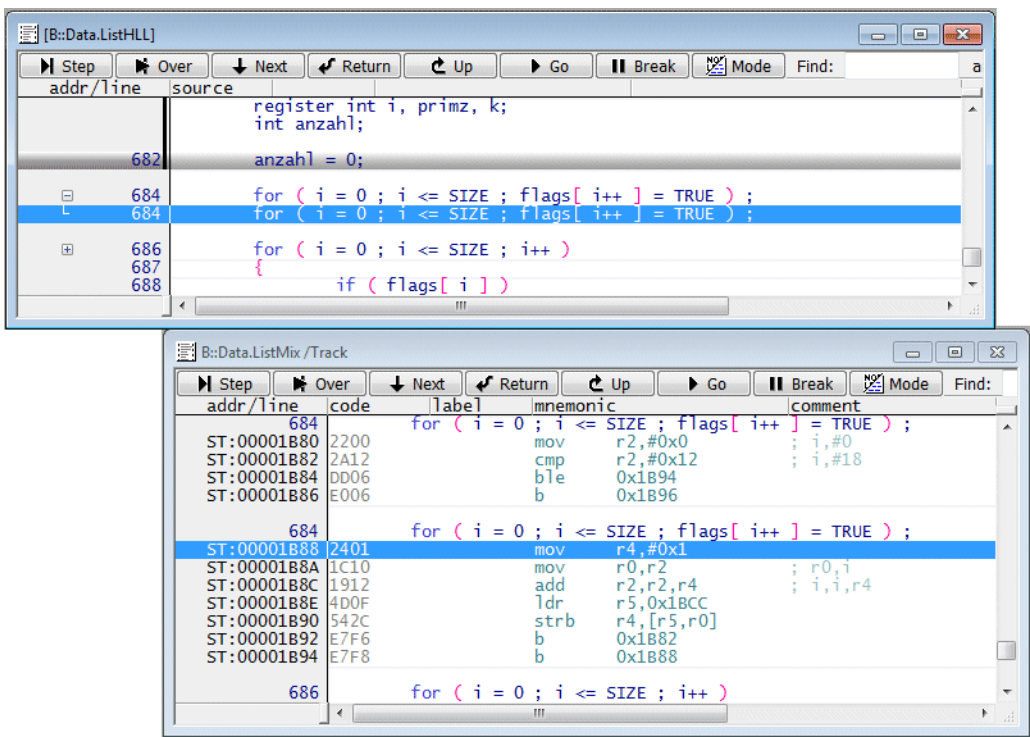 [B::Data.ListHLL]
Step Over Next Return Up Go Break Mode Find: a
addr/line source
register int i, primz, k;
int anzahl;
682 anzahl = 0;
684 for ( i = 0 ; i <= SIZE ; flags[ i++ ] = TRUE ) ;
684 for ( i = 0 ; i <= SIZE ; flags[ i++ ] = TRUE ) ;
686 for ( i = 0 ; i <= SIZE ; i++ )
687 {
688 if ( flags[ i ] )
B::Data.ListMix /Track
Step Over Next Return Up Go Break Mode Find:
addr/line code label mnemonic comment
684 for ( i = 0 ; i <= SIZE ; flags[ i++ ] = TRUE ) ;
ST:00001B80 2200 mov r2,#0x0 ; i,#0
ST:00001B82 2A12 cmp r2,#0x12 ; i,#18
ST:00001B84 DD06 ble 0x1B94
ST:00001B86 E006 b 0x1B96
684 for ( i = 0 ; i <= SIZE ; flags[ i++ ] = TRUE ) ;
ST:00001B88 2401 mov r4,#0x1
ST:00001B8A 1C10 mov r0,r2 ; r0,i
ST:00001B8C 1912 add r2,r2,r4 ; i,i,r4
ST:00001B8E 4D0F ldr r5,0x1BCC
ST:00001B90 542C strb r4,[r5,r0]
ST:00001B92 E7F6 b 0x1B82
ST:00001B94 E7F8 b 0x1B88
686 for ( i = 0 ; i <= SIZE ; i++ )